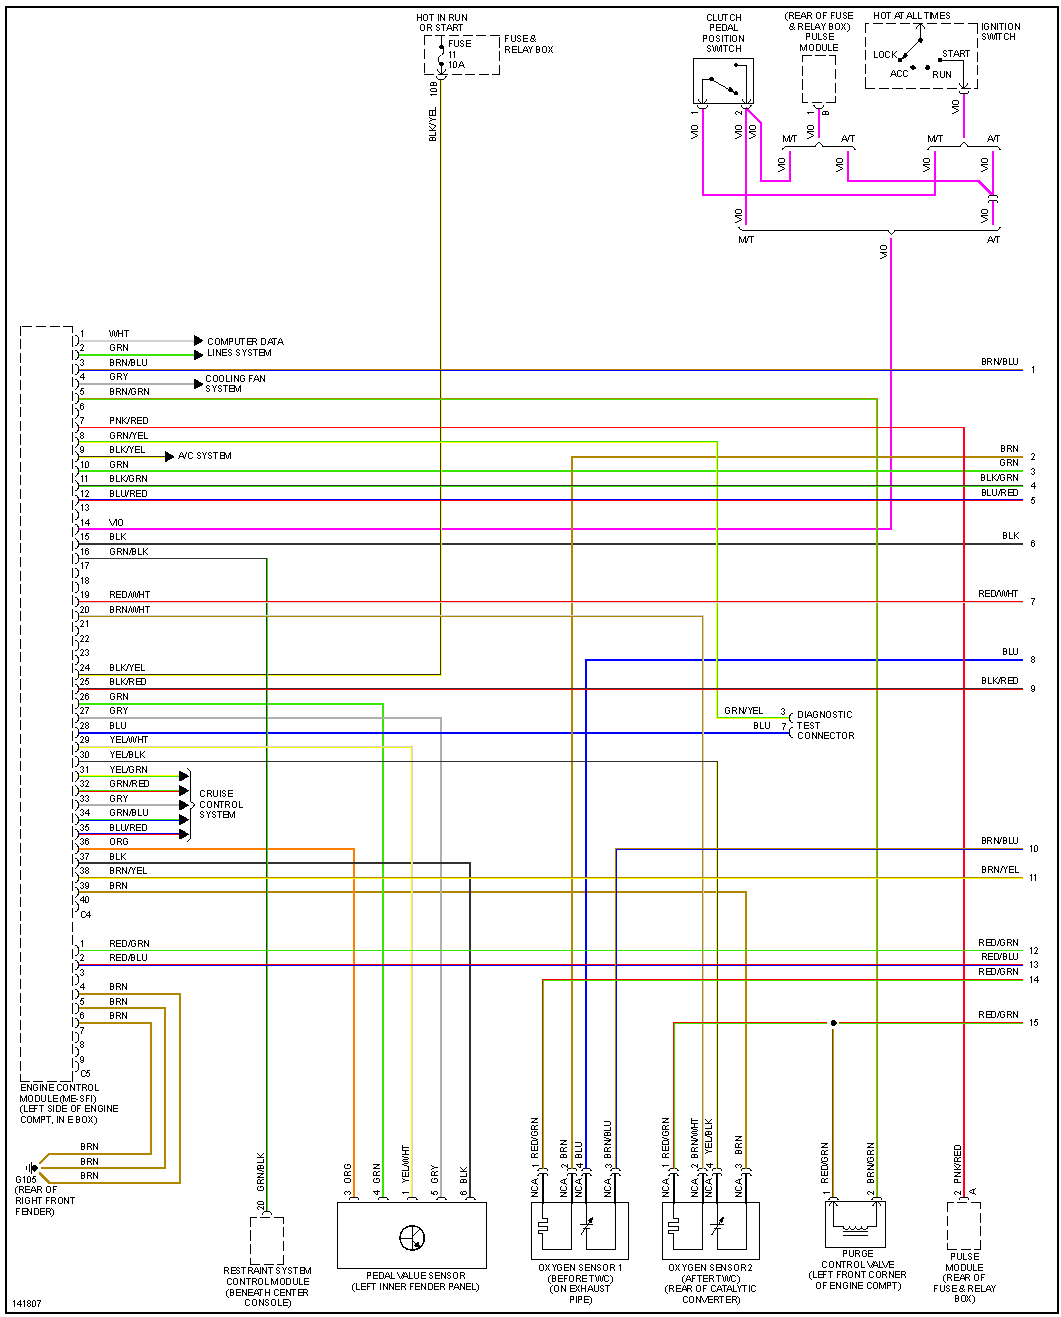 HOT IN RUN
OR START
FUSE
11
10A
FUSE &
RELAY BOX
10B
BLK/YEL
CLUTCH
PEDAL
POSITION
SWITCH
1
2
VIO
VIO
VIO
(REAR OF FUSE
& RELAY BOX)
PULSE
MODULE
1
B
VIO
HOT AT ALL TIMES
IGNITION
SWITCH
LOCK
START
ACC
RUN
VIO
M/T
A/T
M/T
A/T
VIO
VIO
VIO
VIO
VIO
VIO
M/T
A/T
VIO
1 WHT
2 GRN
COMPUTER DATA
LINES SYSTEM
3 BRN/BLU
BRN/BLU 1
4 GRY
COOLING FAN
SYSTEM
5 BRN/GRN
6
7 PNK/RED
8 GRN/YEL
9 BLK/YEL
A/C SYSTEM
BRN 2
10 GRN
GRN 3
11 BLK/GRN
BLK/GRN 4
12 BLU/RED
BLU/RED 5
13
14 VIO
15 BLK
BLK 6
16 GRN/BLK
17
18
19 RED/WHT
RED/WHT 7
20 BRN/WHT
21
22
23
BLU 8
24 BLK/YEL
25 BLK/RED
BLK/RED 9
26 GRN
27 GRY
28 BLU
GRN/YEL 3
BLU 7
DIAGNOSTIC
TEST
CONNECTOR
29 YEL/WHT
30 YEL/BLK
31 YEL/GRN
32 GRN/RED
33 GRY
34 GRN/BLU
35 BLU/RED
CRUISE
CONTROL
SYSTEM
36 ORG
BRN/BLU 10
37 BLK
38 BRN/YEL
BRN/YEL 11
39 BRN
40
C4
1 RED/GRN
RED/GRN 12
2 RED/BLU
RED/BLU 13
3
RED/GRN 14
4 BRN
5 BRN
6 BRN
RED/GRN 15
7
8
9
C5
ENGINE CONTROL
MODULE (ME-SFI)
(LEFT SIDE OF ENGINE
COMPT, IN E BOX)
BRN
BRN
BRN
G105
(REAR OF
RIGHT FRONT
FENDER)
20 GRN/BLK
RESTRAINT SYSTEM
CONTROL MODULE
(BENEATH CENTER
CONSOLE)
3 ORG
4 GRN
1 YEL/WHT
5 GRY
6 BLK
PEDAL VALUE SENSOR
(LEFT INNER FENDER PANEL)
NCA 1 RED/GRN
NCA 2 BRN
NCA 4 BLU
NCA 3 BRN/BLU
OXYGEN SENSOR 1
(BEFORE TWC)
(ON EXHAUST
PIPE)
NCA 1 RED/GRN
NCA 2 BRN/WHT
NCA 4 YEL/BLK
NCA 3 BRN
OXYGEN SENSOR 2
(AFTER TWC)
(REAR OF CATALYTIC
CONVERTER)
1 RED/GRN
2 BRN/GRN
PURGE
CONTROL VALVE
(LEFT FRONT CORNER
OF ENGINE COMPT)
2 PNK/RED
A
PULSE
MODULE
(REAR OF
FUSE & RELAY
BOX)
141807